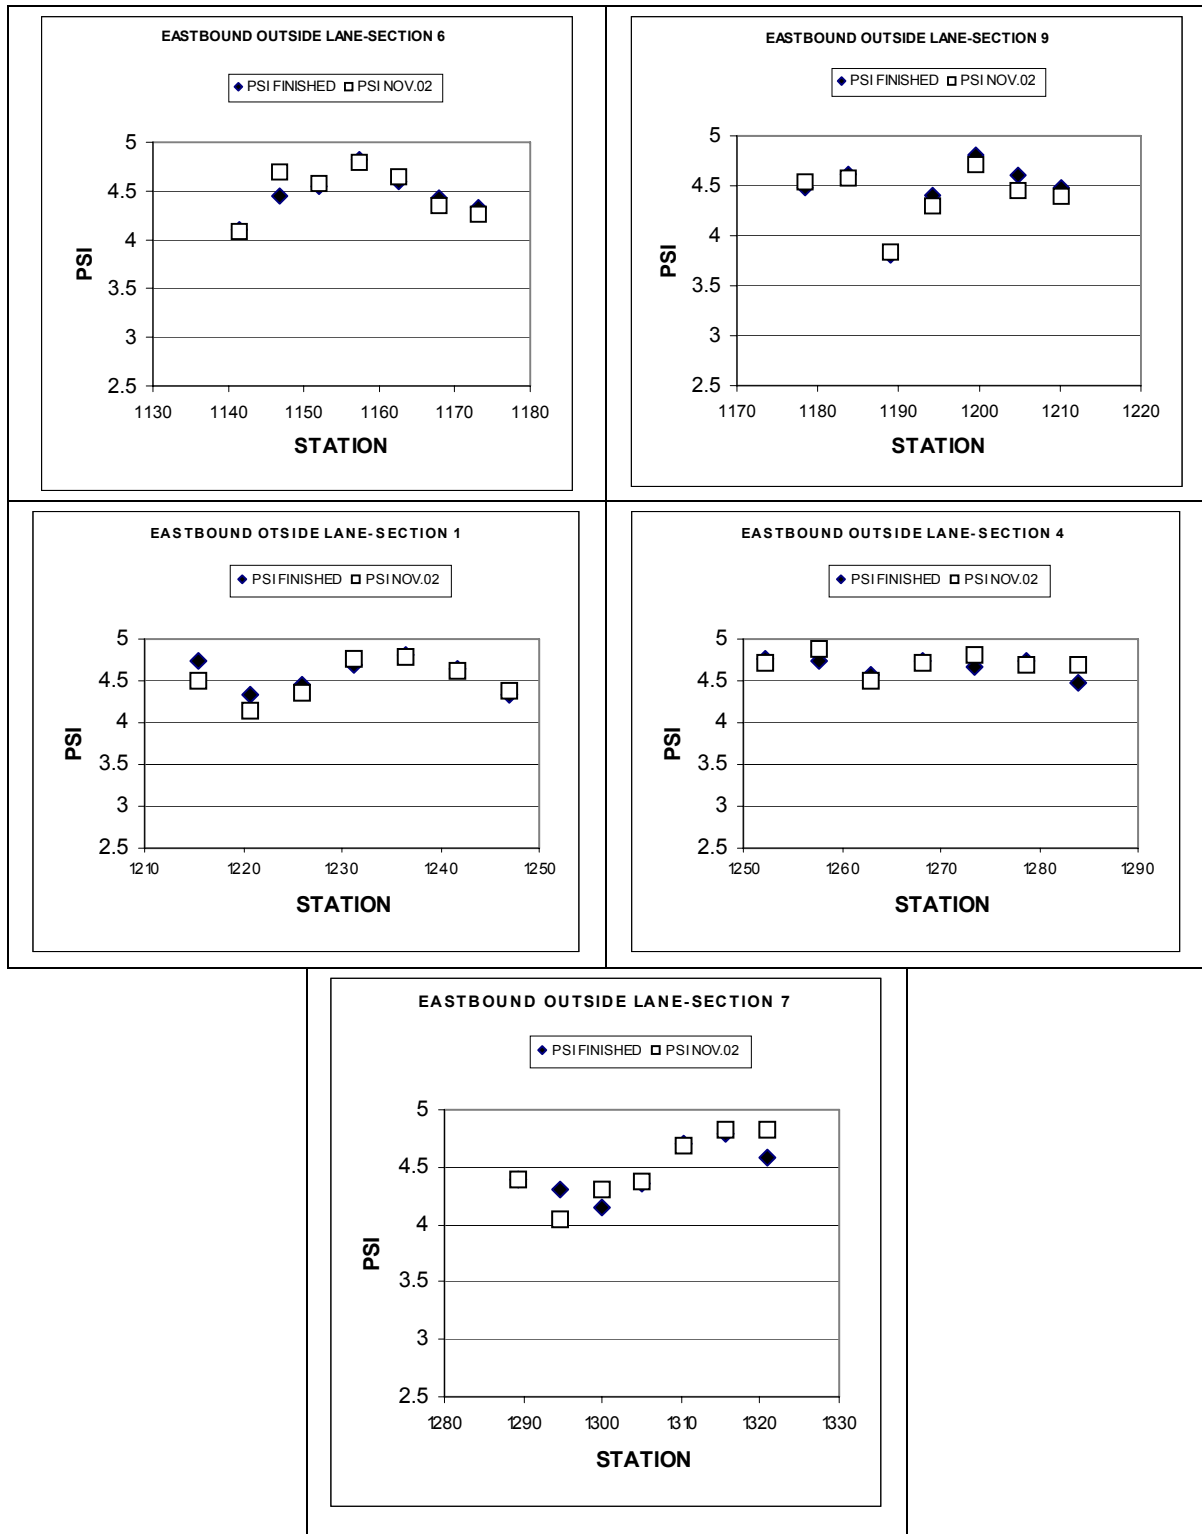 EASTBOUND OUTSIDE LANE-SECTION 6
PSI FINISHED PSI NOV.02
5
4.5
4
3.5
3
2.5
PSI
1130 1140 1150 1160 1170 1180
STATION
EASTBOUND OUTSIDE LANE-SECTION 9
PSI FINISHED PSI NOV.02
5
4.5
4
3.5
3
2.5
PSI
1170 1180 1190 1200 1210 1220
STATION
EASTBOUND OTSIDE LANE-SECTION 1
PSI FINISHED PSI NOV.02
5
4.5
4
3.5
3
2.5
PSI
1210 1220 1230 1240 1250
STATION
EASTBOUND OUTSIDE LANE-SECTION 4
PSI FINISHED PSI NOV.02
5
4.5
4
3.5
3
2.5
PSI
1250 1260 1270 1280 1290
STATION
EASTBOUND OUTSIDE LANE-SECTION 7
PSI FINISHED PSI NOV.02
5
4.5
4
3.5
3
2.5
PSI
1280 1290 1300 1310 1320 1330
STATION